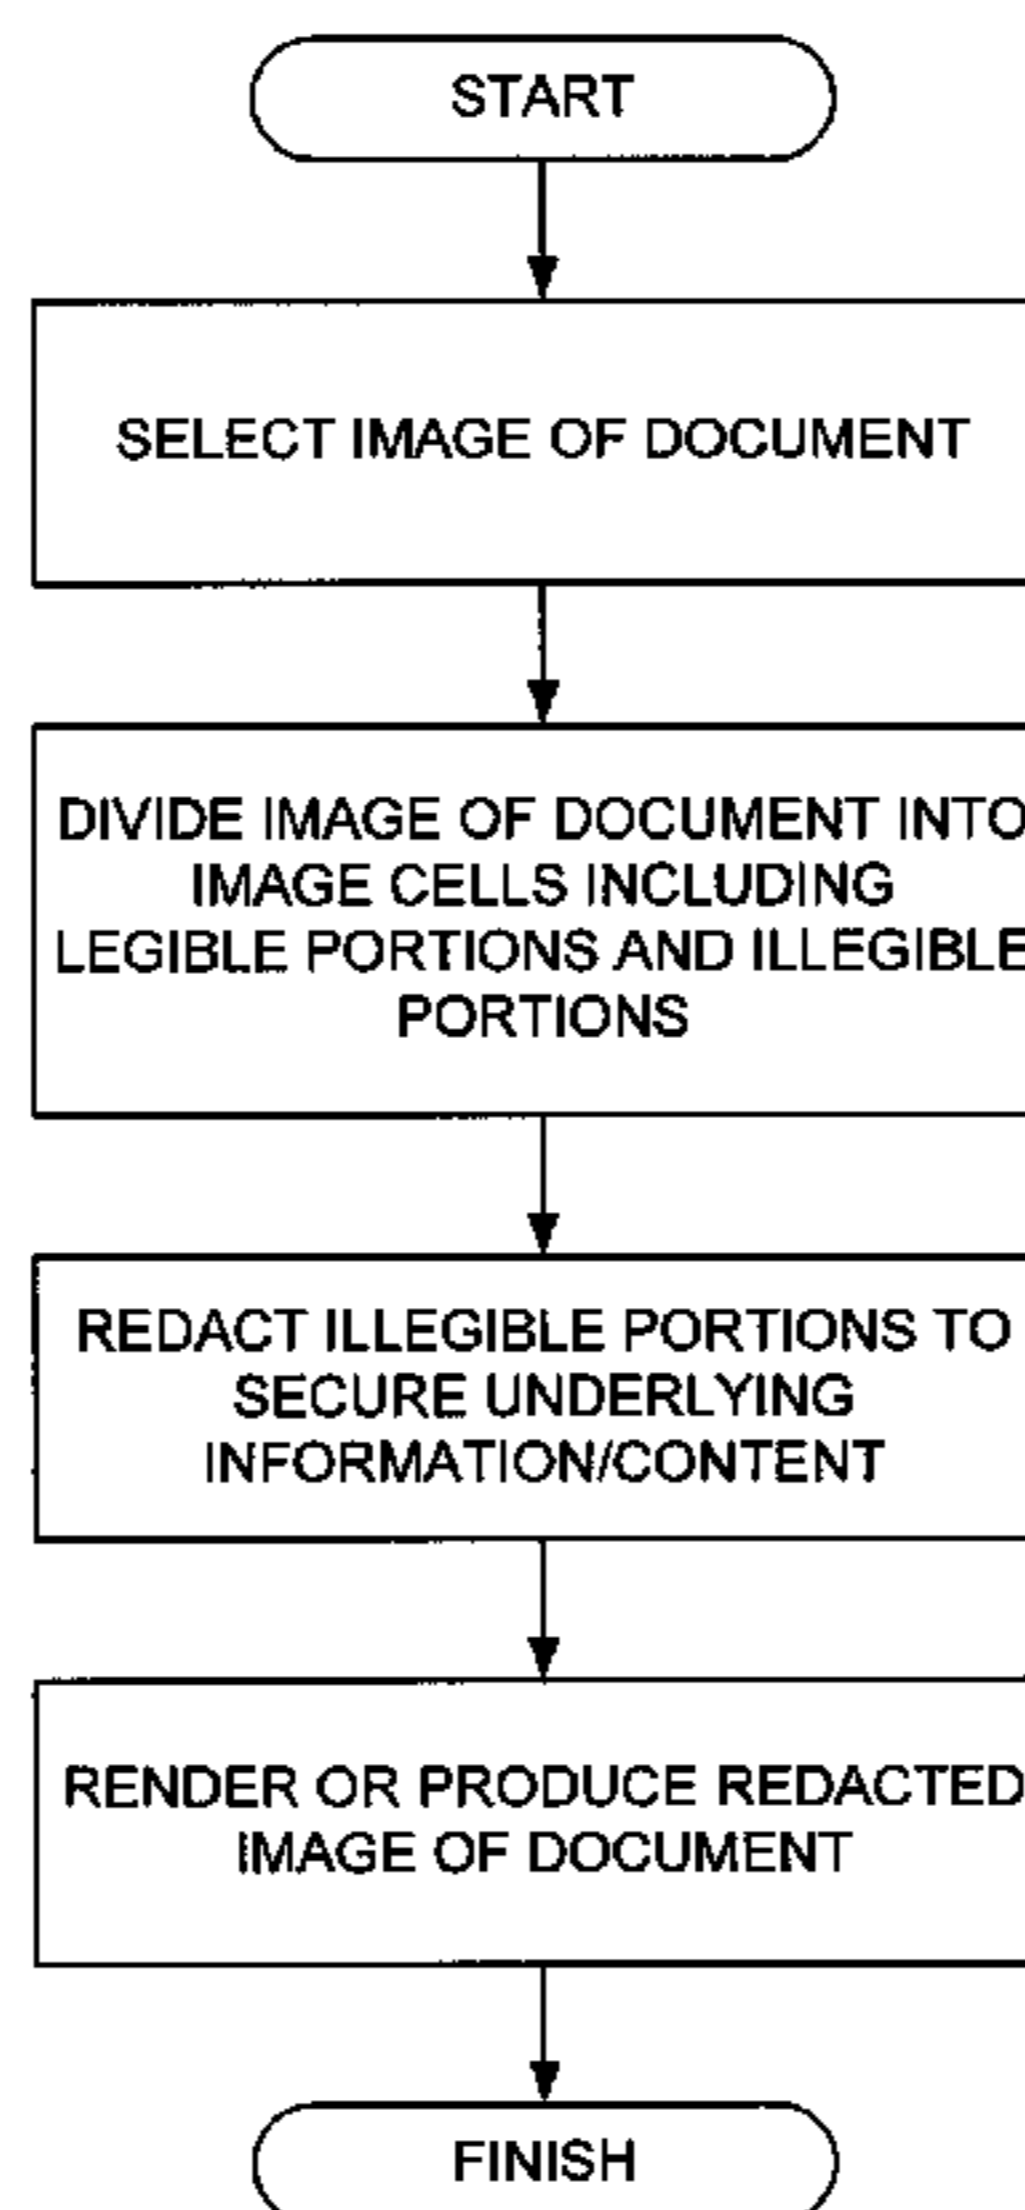 START
SELECT IMAGE OF DOCUMENT
DIVIDE IMAGE OF DOCUMENT INTO
IMAGE CELLS INCLUDING
LEGIBLE PORTIONS AND ILLEGIBLE
PORTIONS
REDACT ILLEGIBLE PORTIONS TO
SECURE UNDERLYING
INFORMATION/CONTENT
RENDER OR PRODUCE REDACTED
IMAGE OF DOCUMENT
FINISH